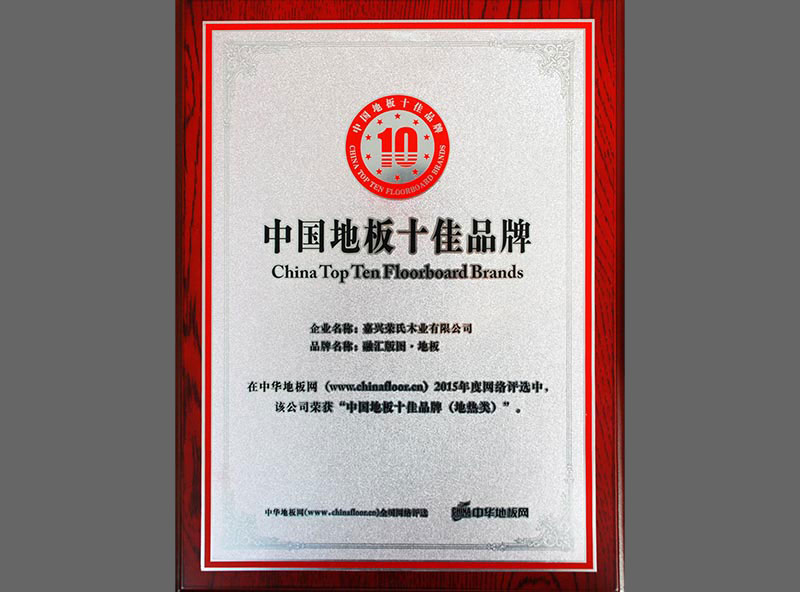 中国地板十佳品牌
10
CHINA TOP TEN FLOORBOARD BRANDS
中国地板十佳品牌
China Top Ten Floorboard Brands
企业名称：嘉兴荣氏木业有限公司
品牌名称：融汇版图·地板
在中华地板网（www.chinafloor.cn）2015年度网络评选中，
该公司荣获“中国地板十佳品牌（地热类）”。
中华地板网(www.chinafloor.cn)全国网络评选
中华地板网